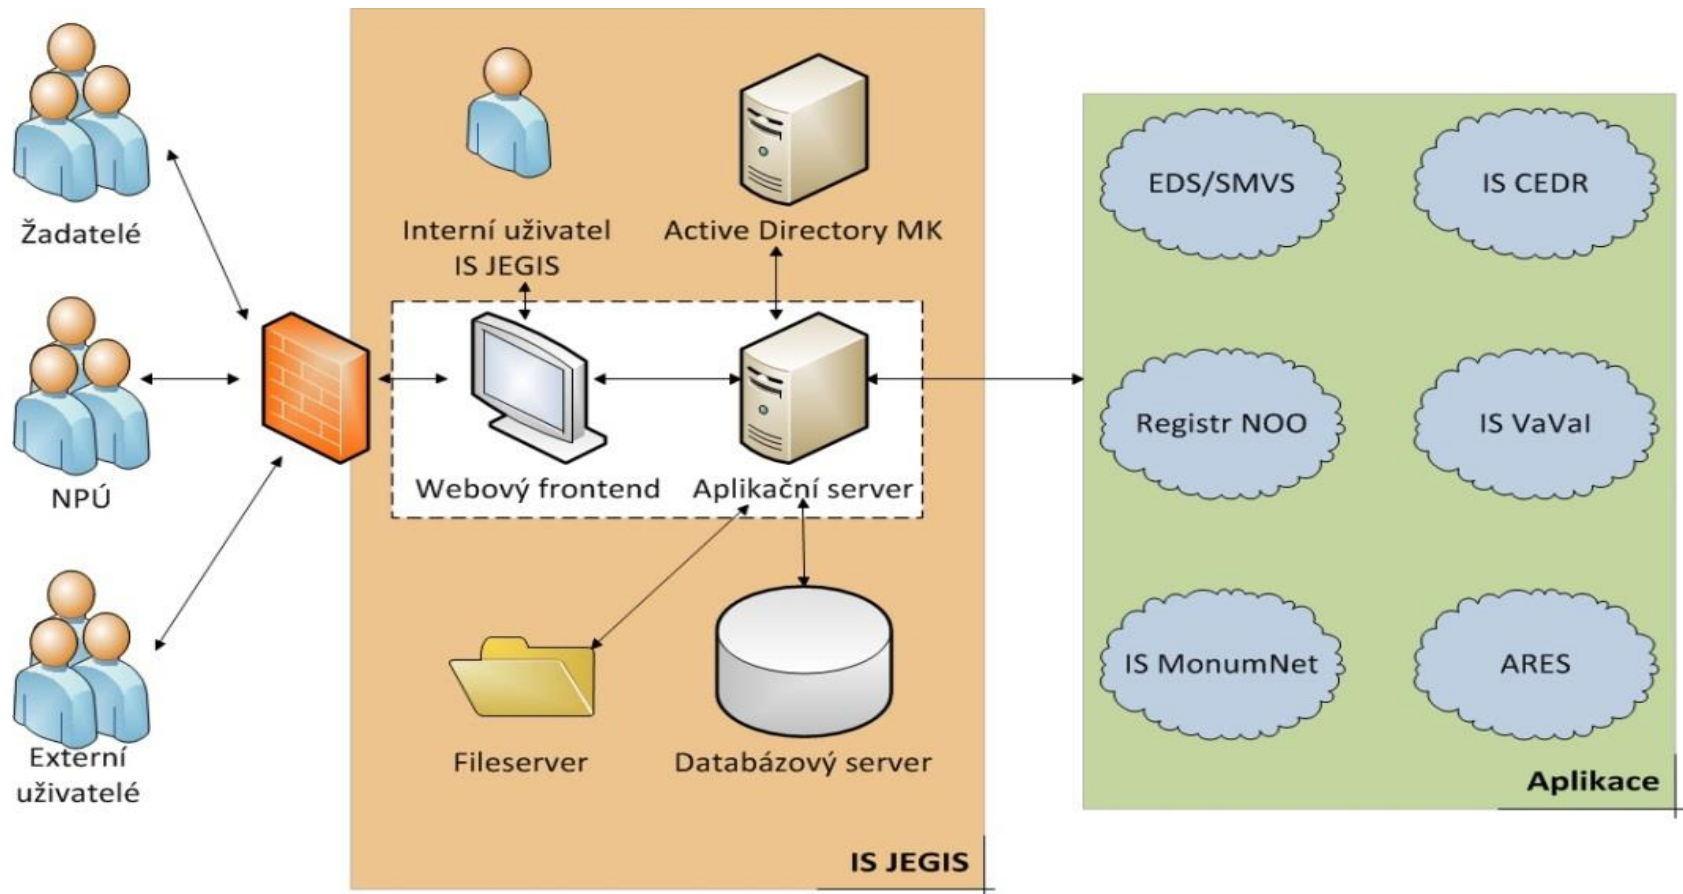 Žadatelé
NPÚ
Externí
uživatelé
Interní uživatel
IS JEGIS
Active Directory MK
Webový frontend
Aplikační server
Fileserver
Databázový server
IS JEGIS
EDS/SMVS
IS CEDR
Registr NOO
IS VaVaI
IS MonumNet
ARES
Aplikace